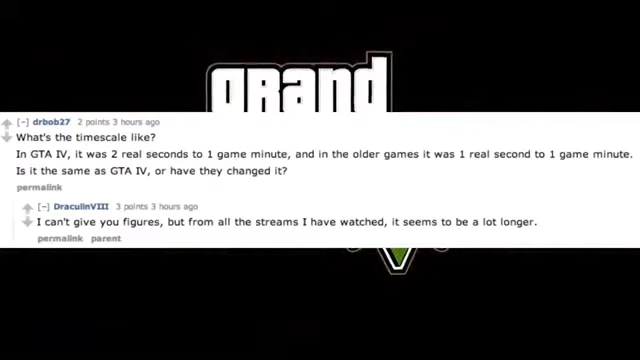 grand
[-] drbob27 2 points 3 hours ago
What's the timescale like?
In GTA IV, it was 2 real seconds to 1 game minute, and in the older games it was 1 real second to 1 game minute.
Is it the same as GTA IV, or have they changed it?
permalink
[-] DraculinVIII 3 points 3 hours ago
I can't give you figures, but from all the streams I have watched, it seems to be a lot longer.
permalink parent
V